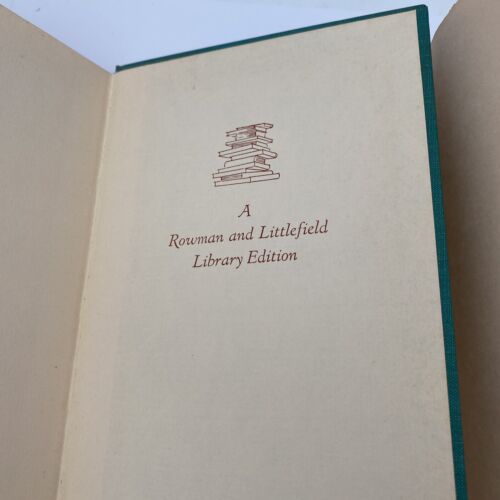 A
Rowman and Littlefield
Library Edition